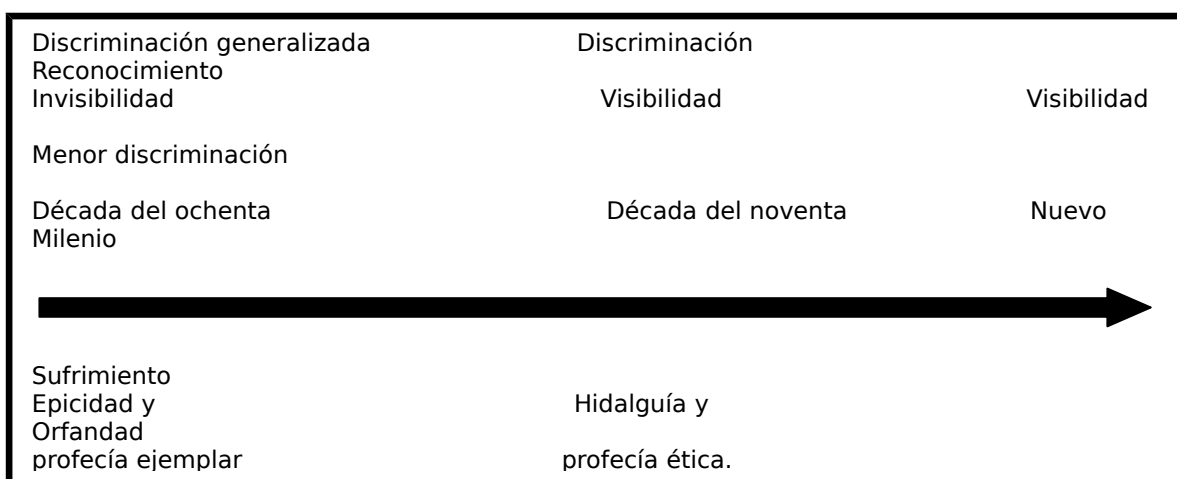 Discriminación generalizada Discriminación
Reconocimiento
Invisibilidad Visibilidad Visibilidad
Menor discriminación
Década del ochenta Década del noventa Nuevo
Milenio
Sufrimiento
Epicidad y Hidalguía y
Orfandad
profecía ejemplar profecía ética.